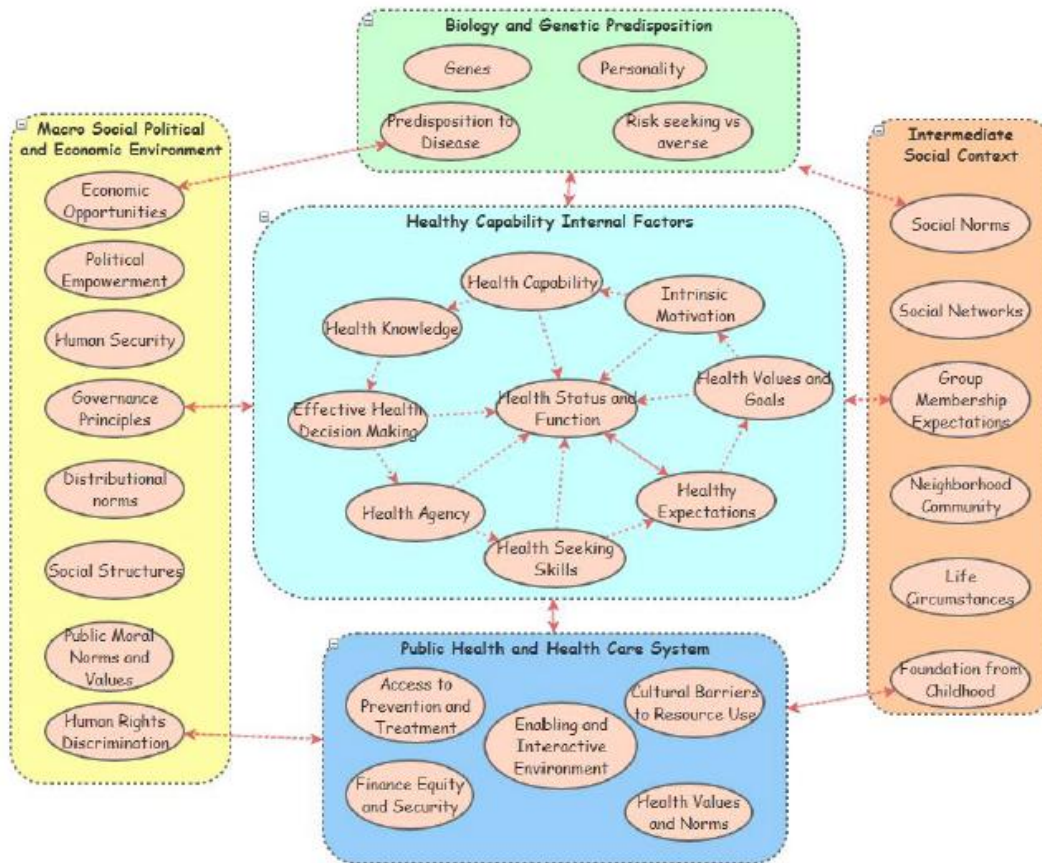 Biology and Genetic Predisposition
Genes
Personality
Predisposition to
Disease
Risk seeking vs
averse
Macro Social Political
and Economic Environment
Economic
Opportunities
Political
Empowerment
Human Security
Governance
Principles
Distributional
norms
Social Structures
Public Moral
Norms and
Values
Human Rights
Discrimination
Healthy Capability Internal Factors
Health Capability
Intrinsic
Motivation
Health Knowledge
Health Values and
Goals
Health Status and
Function
Effective Health
Decision Making
Health Agency
Healthy
Expectations
Health Seeking
Skills
Intermediate
Social Context
Social Norms
Social Networks
Group
Membership
Expectations
Neighborhood
Community
Life
Circumstances
Foundation from
Childhood
Public Health and Health Care System
Access to
Prevention and
Treatment
Cultural Barriers
to Resource Use
Enabling and
Interactive
Environment
Finance Equity
and Security
Health Values
and Norms